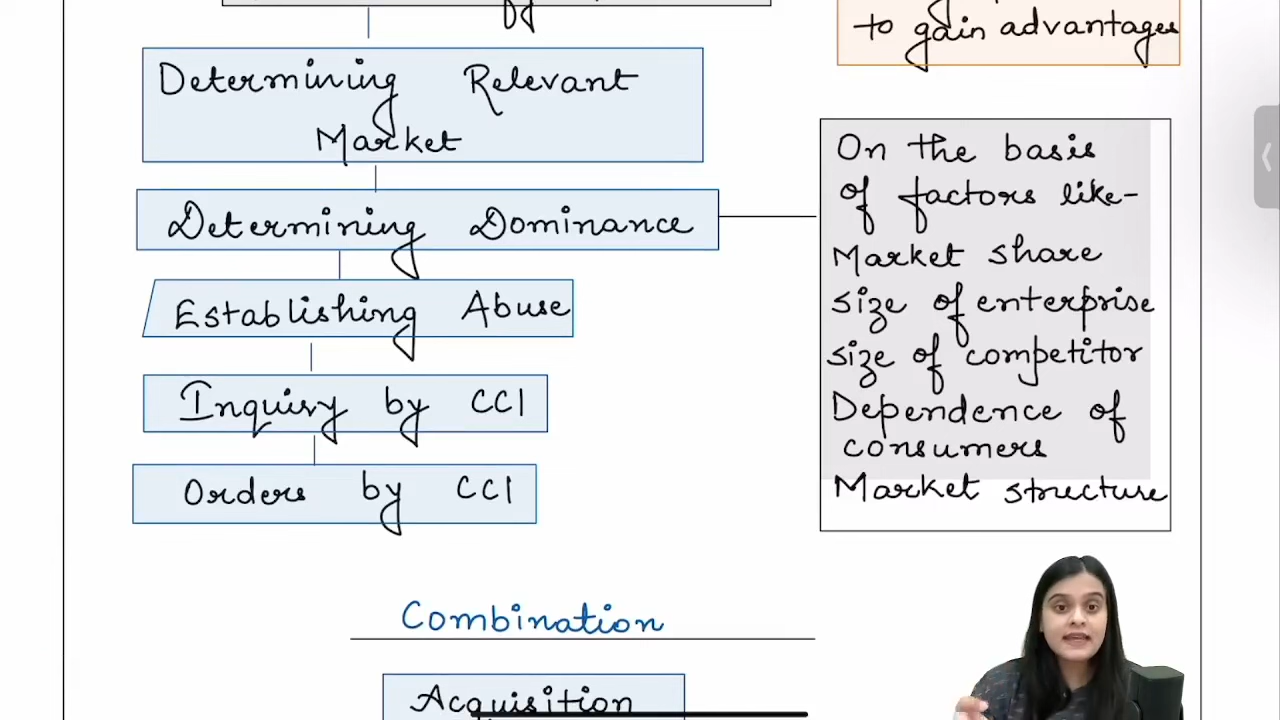 to gain advantages
Determining Relevant
Market
Determining Dominance
Establishing Abuse
Inquiry by CCI
Orders by CCI
On the basis
of factors like-
Market share
size of enterprise
size of competitor
Dependence of
consumers
Market structure
Combination
Acquisition